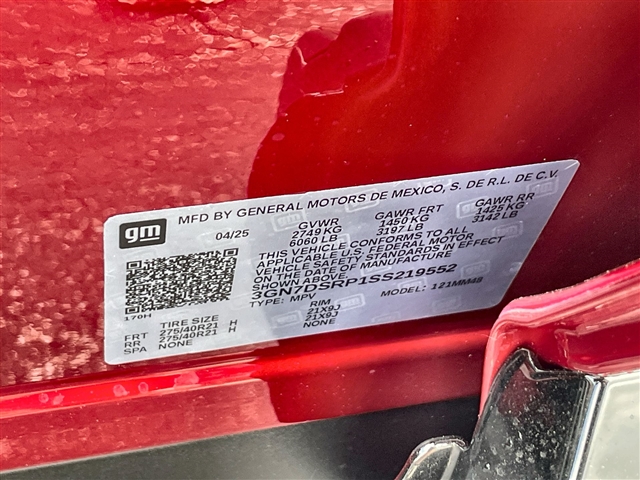 gm
MFD BY GENERAL MOTORS DE MEXICO, S. DE R.L. DE C.V.
04/25
GVWR GAWR FRT GAWR RR
2749 KG 1450 KG 1425 KG
6060 LB 3197 LB 3142 LB
THIS VEHICLE CONFORMS TO ALL
APPLICABLE U.S. FEDERAL MOTOR
VEHICLE SAFETY STANDARDS IN EFFECT
ON THE DATE OF MANUFACTURE
SHOWN ABOVE.
3GN7DSRP1SS219552
TYPE: MPV MODEL: 121MM48
170H
TIRE SIZE RIM
FRT 275/40R21 H 21X9J
RR 275/40R21 H 21X9J
SPA NONE NONE